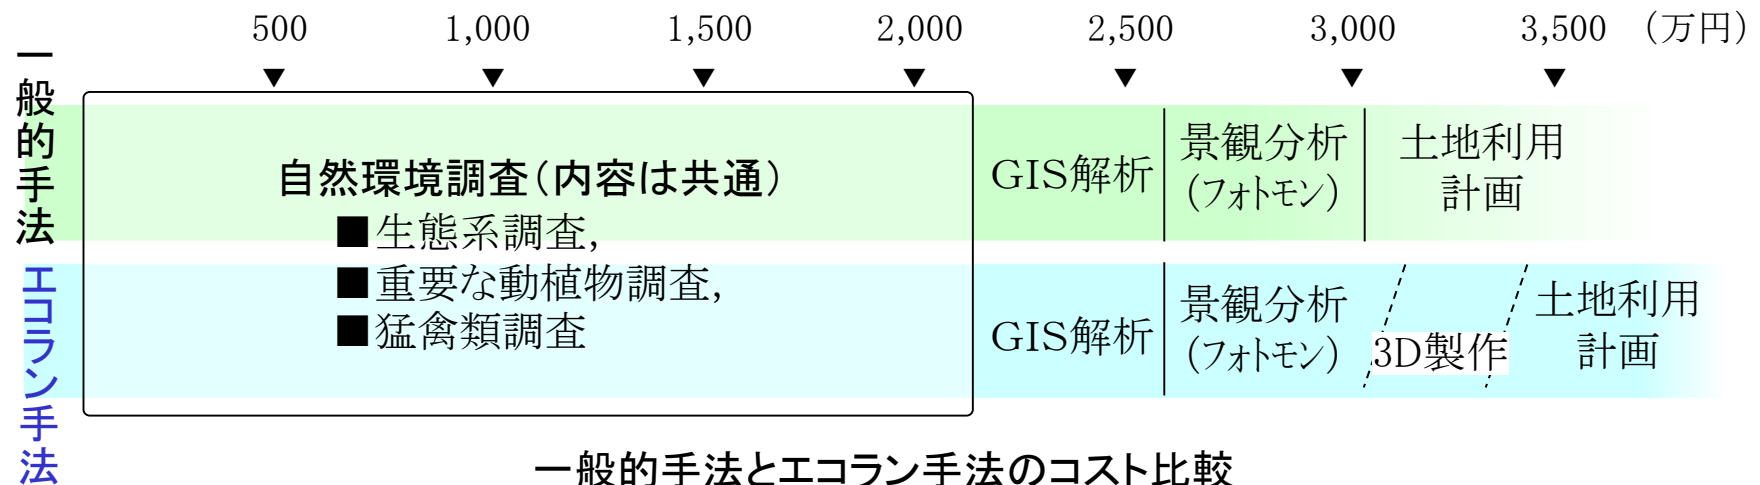 500 1,000 1,500 2,000 2,500 3,000 3,500 （万円）
▼ ▼ ▼ ▼ ▼ ▼ ▼
一般的手法
自然環境調査（内容は共通）
■生態系調査,
■重要な動植物調査,
■猛禽類調査
GIS解析
景観分析
（フォトモン）
土地利用
計画
エコラン手法
GIS解析
景観分析
（フォトモン）
3D製作
土地利用
計画
一般的手法とエコラン手法のコスト比較